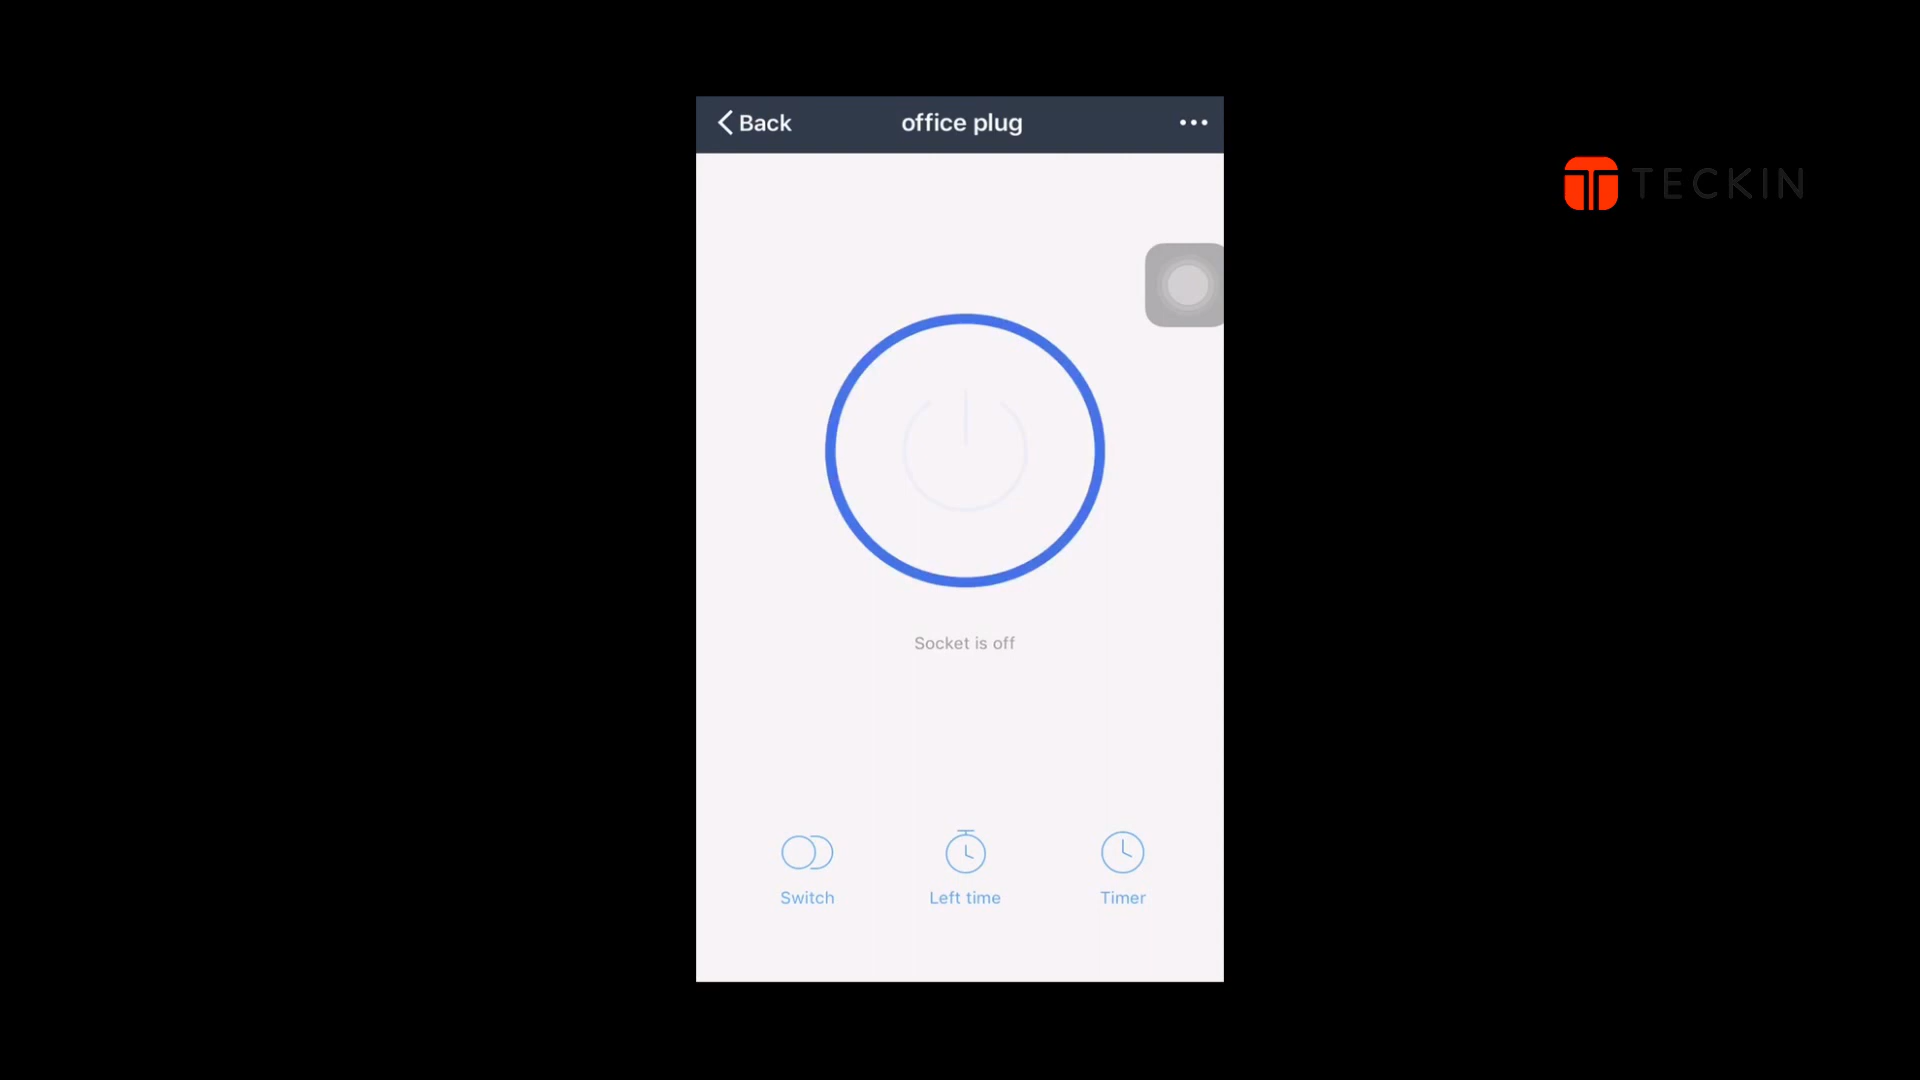 Back
office plug
TECKIN
Socket is off
Switch
Left time
Timer